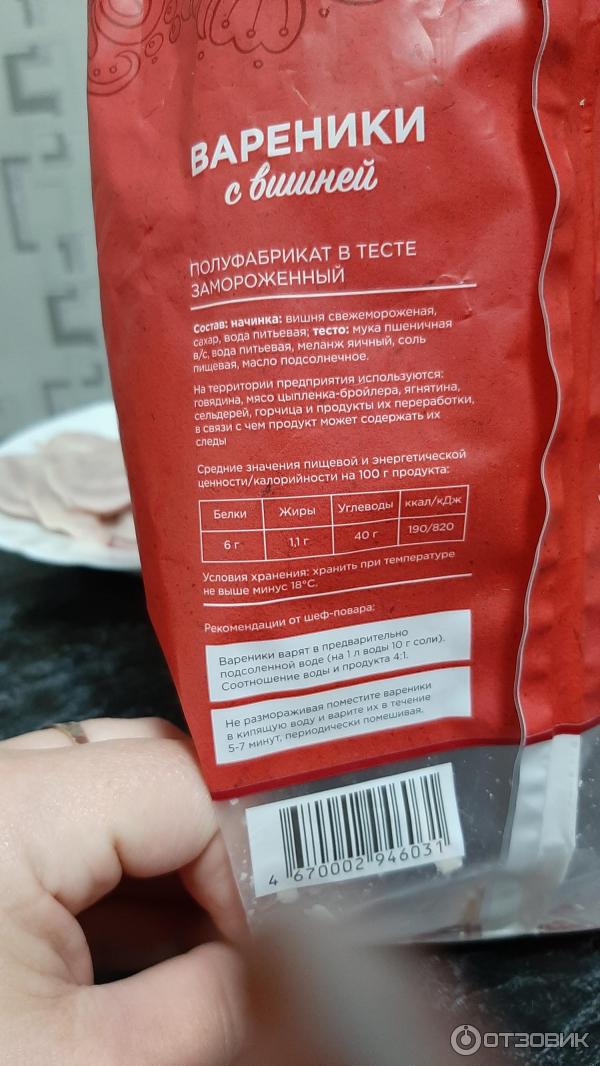 ВАРЕНИКИ
с вишней
ПОЛУФАБРИКАТ В ТЕСТЕ
ЗАМОРОЖЕННЫЙ
Состав: начинка: вишня свежемороженая,
сахар, вода питьевая; тесто: мука пшеничная
в/с, вода питьевая, меланж яичный, соль
пищевая, масло подсолнечное.
На территории предприятия используются:
говядина, мясо цыпленка-бройлера, ягнятина,
сельдерей, горчица и продукты их переработки,
в связи с чем продукт может содержать их
следы
Средние значения пищевой и энергетической
ценности/калорийности на 100 г продукта:
Белки Жиры Углеводы ккал/кДж
6 г 1,1 г 40 г 190/820
Условия хранения: хранить при температуре
не выше минус 18°С.
Рекомендации от шеф-повара:
Вареники варят в предварительно
подсоленной воде (на 1 л воды 10 г соли).
Соотношение воды и продукта 4:1.
Не размораживая поместите вареники
в кипящую воду и варите их в течение
5-7 минут, периодически помешивая.
4 670002 946031
ОТЗОВИК